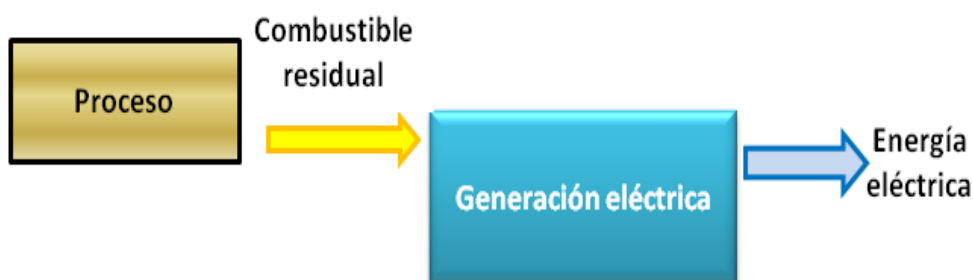 Proceso
Combustible
residual
Generación eléctrica
Energía
eléctrica